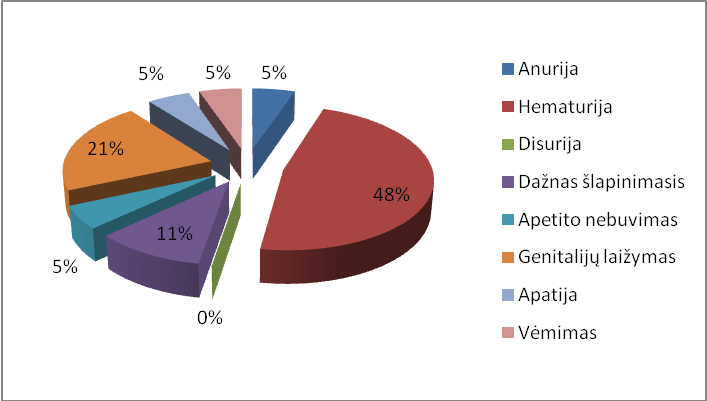 5%
48%
0%
11%
5%
21%
5%
5%
Anurija
Hematurija
Disurija
Dažnas šlapinimasis
Apetito nebuvimas
Genitalijų laižymas
Apatija
Vėmimas